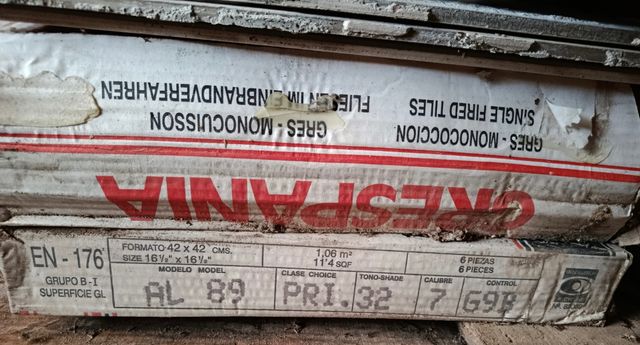 GRESPANIA
GRES - MONOCOCCION
SINGLE FIRED TILES
GRES - MONOCUISSON
FLIESEN IM EINBRANDVERFAHREN
EN - 176
GRUPO B - I
SUPERFICIE GL
FORMATO 42 x 42 CMS.
SIZE 16½" x 16½"
1,06 m²
11'4 SQF
6 PIEZAS
6 PIECES
MODELO MODEL
AL 89
CLASE CHOICE
PRI.
TONO-SHADE
32
CALIBRE
7
CONTROL
G9B